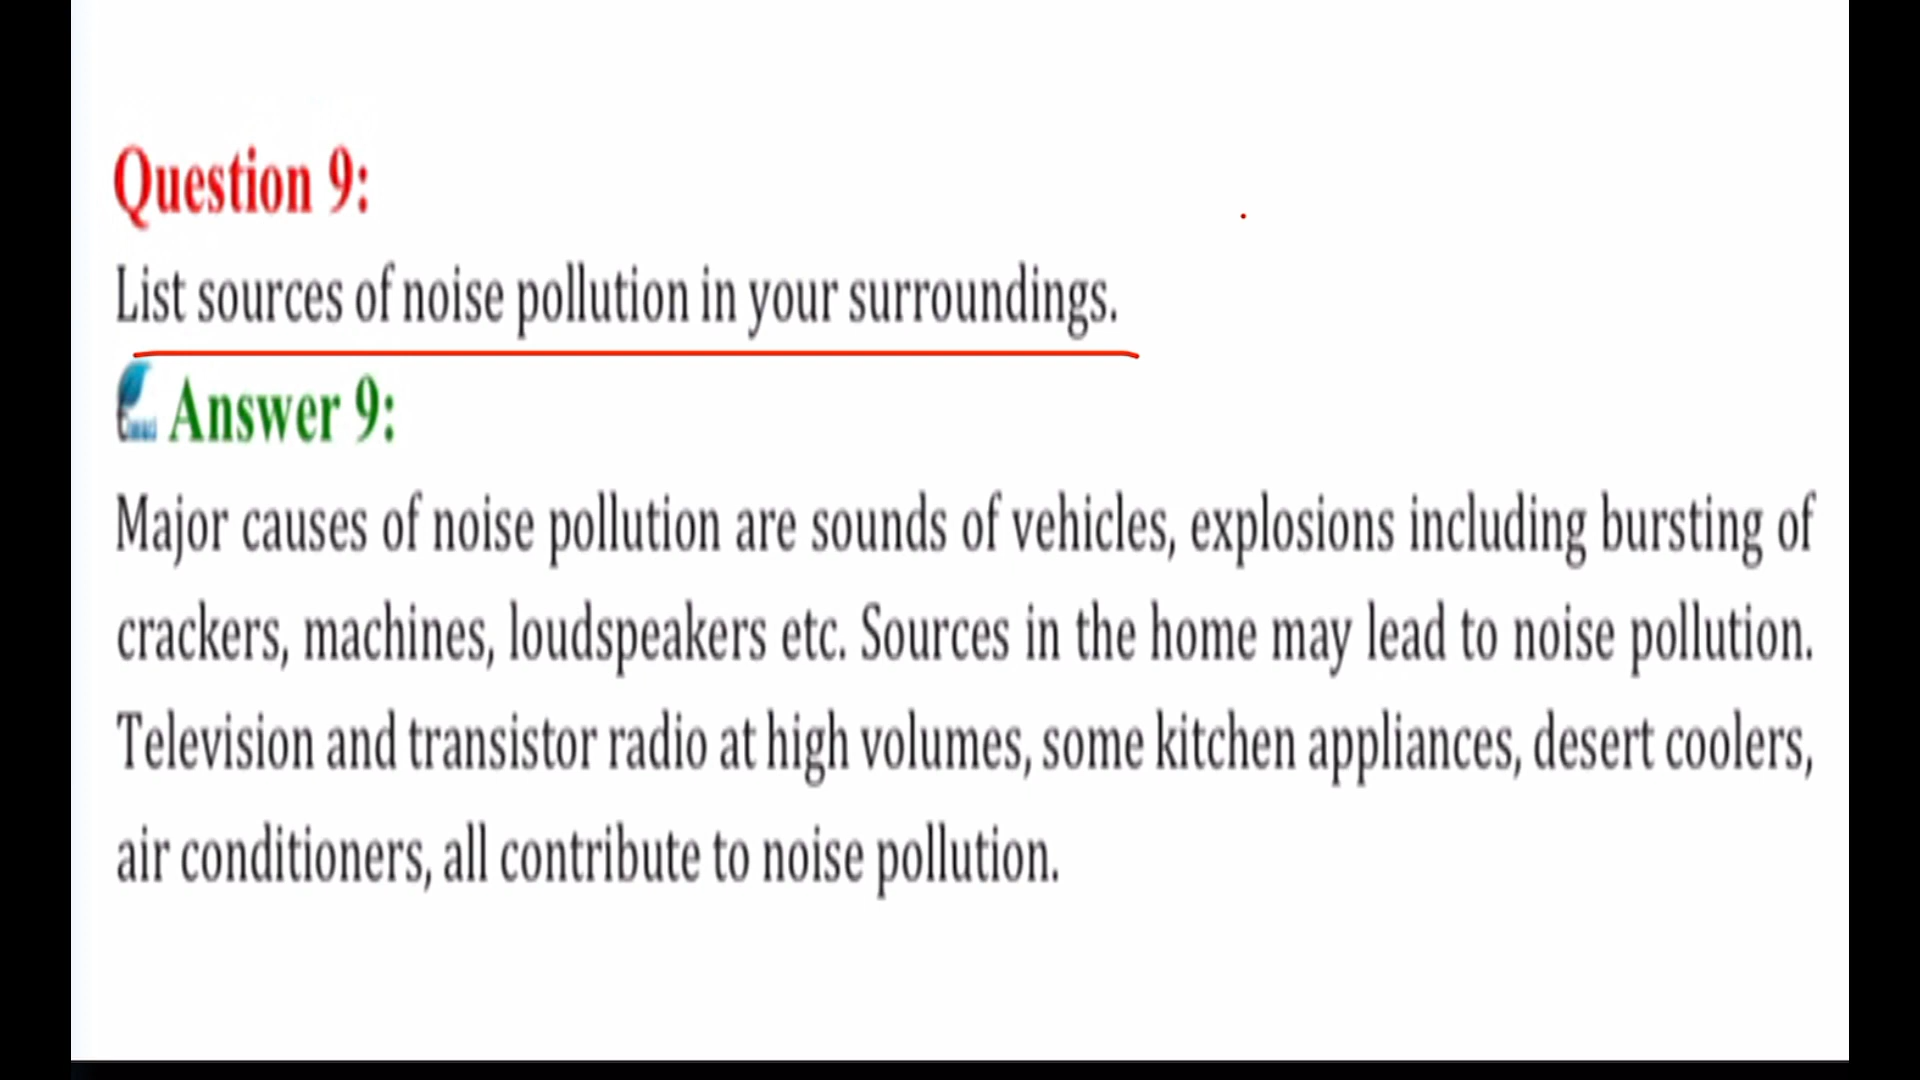 Question 9:
List sources of noise pollution in your surroundings.
Answer 9:
Major causes of noise pollution are sounds of vehicles, explosions including bursting of
crackers, machines, loudspeakers etc. Sources in the home may lead to noise pollution.
Television and transistor radio at high volumes, some kitchen appliances, desert coolers,
air conditioners, all contribute to noise pollution.